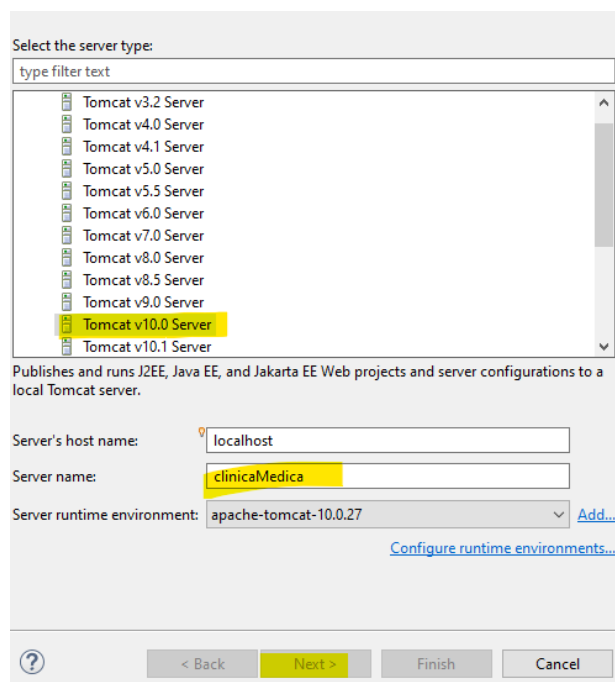 Select the server type:
type filter text
Tomcat v3.2 Server
Tomcat v4.0 Server
Tomcat v4.1 Server
Tomcat v5.0 Server
Tomcat v5.5 Server
Tomcat v6.0 Server
Tomcat v7.0 Server
Tomcat v8.0 Server
Tomcat v8.5 Server
Tomcat v9.0 Server
Tomcat v10.0 Server
Tomcat v10.1 Server
Publishes and runs J2EE, Java EE, and Jakarta EE Web projects and server configurations to a
local Tomcat server.
Server's host name: localhost
Server name: clinicaMedica
Server runtime environment: apache-tomcat-10.0.27 Add...
Configure runtime environments...
? < Back Next > Finish Cancel